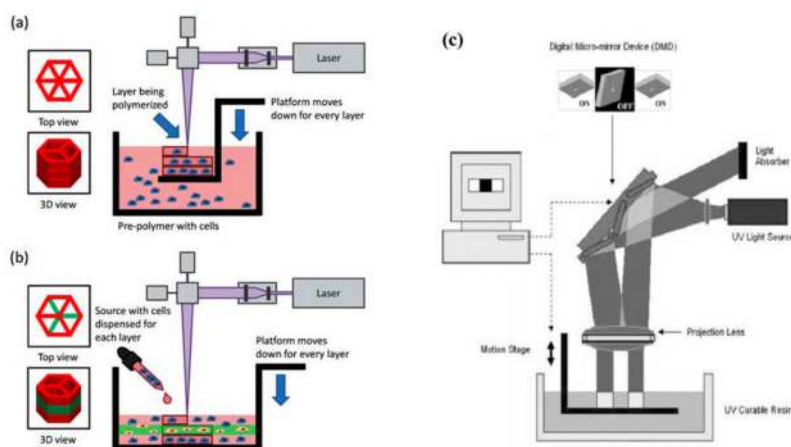 (a)
Laser
Layer being
polymerized
Platform moves
down for every layer
Top view
3D view
Pre-polymer with cells
(b)
Laser
Source with cells
dispensed for
each layer
Platform moves
down for every layer
Top view
3D view
(c)
Digital Micro-mirror Device (DMD)
ON
OFF
ON
Light
Absorber
UV Light Source
Projection Lens
Motion Stage
UV Curable Resin